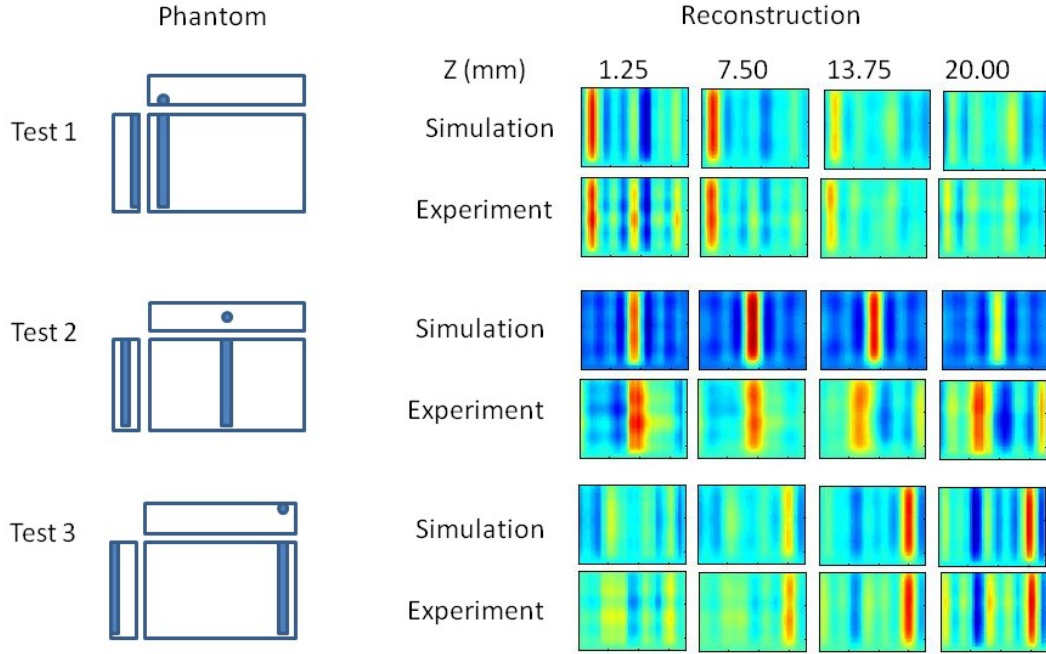 Phantom
Reconstruction
Z (mm) 1.25 7.50 13.75 20.00
Test 1
Simulation
Experiment
Test 2
Simulation
Experiment
Test 3
Simulation
Experiment